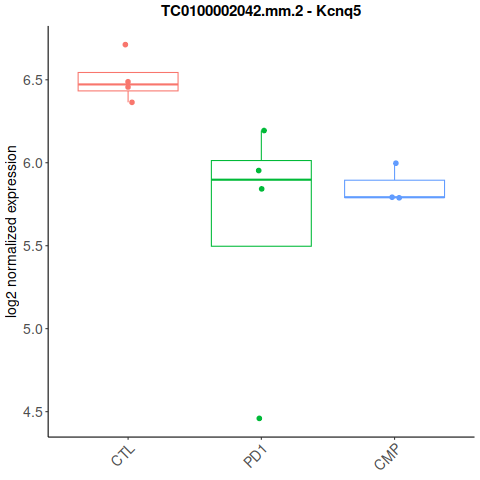 TC0100002042.mm.2 - Kcnq5
log2 normalized expression
6.5
6.0
5.5
5.0
4.5
CTL
PD1
CMP